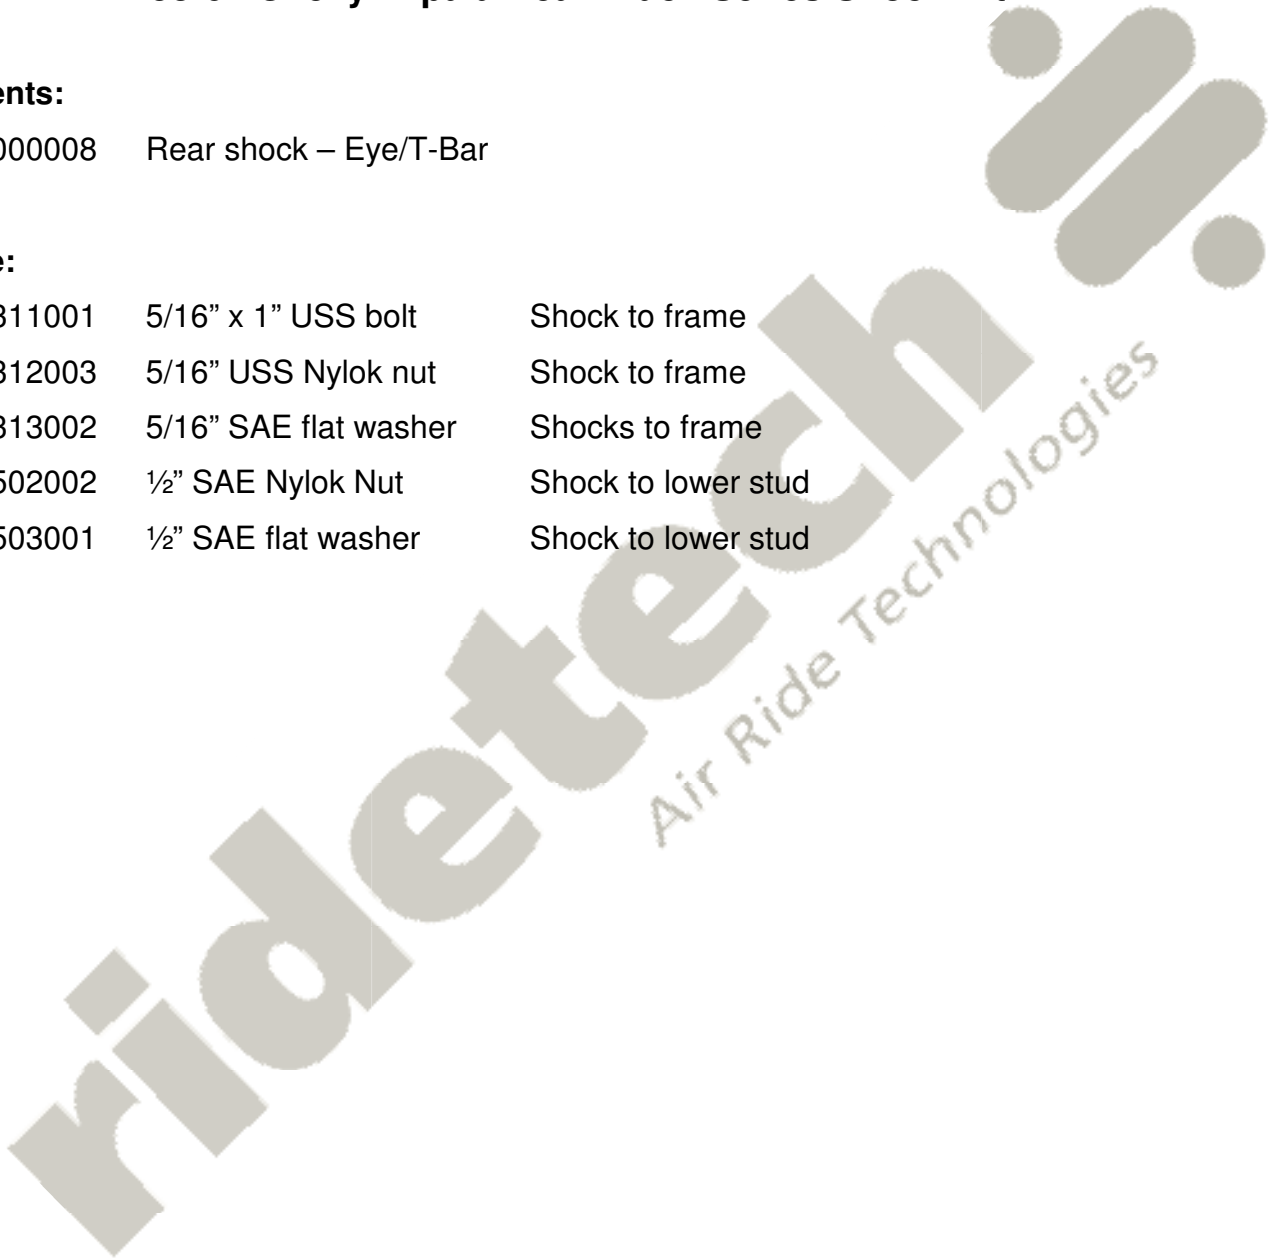 ents:
000008 Rear shock – Eye/T-Bar
e:
311001 5/16” x 1” USS bolt Shock to frame
312003 5/16” USS Nylok nut Shock to frame
313002 5/16” SAE flat washer Shocks to frame
502002 ½” SAE Nylok Nut Shock to lower stud
503001 ½” SAE flat washer Shock to lower stud
ridetech
Air Ride Technologies